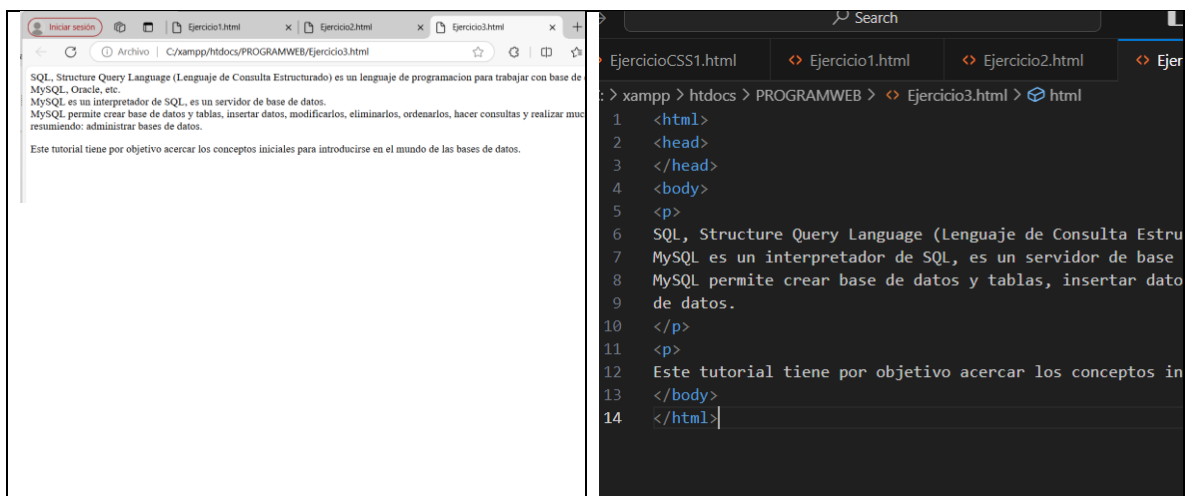 Iniciar sesión
Ejercicio1.html
Ejercicio2.html
Ejercicio3.html
Archivo | C:/xampp/htdocs/PROGRAMWEB/Ejercicio3.html
SQL, Structure Query Language (Lenguaje de Consulta Estructurado) es un lenguaje de programacion para trabajar con base de
MySQL, Oracle, etc.
MySQL es un interpretador de SQL, es un servidor de base de datos.
MySQL permite crear base de datos y tablas, insertar datos, modificarlos, eliminarlos, ordenarlos, hacer consultas y realizar muc
resumiendo: administrar bases de datos.
Este tutorial tiene por objetivo acercar los conceptos iniciales para introducirse en el mundo de las bases de datos.
Search
EjercicioCSS1.html
Ejercicio1.html
Ejercicio2.html
Ejer
: > xampp > htdocs > PROGRAMWEB > Ejercicio3.html > html
1 <html>
2 <head>
3 </head>
4 <body>
5 <p>
6 SQL, Structure Query Language (Lenguaje de Consulta Estru
7 MySQL es un interpretador de SQL, es un servidor de base
8 MySQL permite crear base de datos y tablas, insertar dato
9 de datos.
10 </p>
11 <p>
12 Este tutorial tiene por objetivo acercar los conceptos in
13 </body>
14 </html>